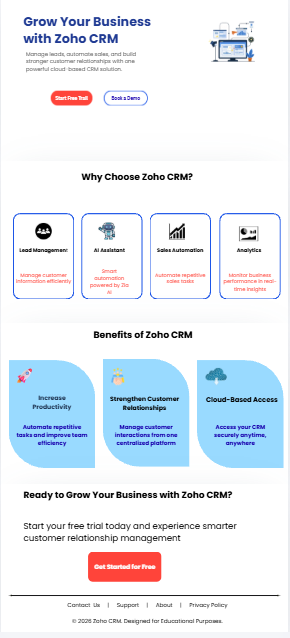 Grow Your Business
with Zoho CRM
Manage leads, automate sales, and build
stronger customer relationships with one
powerful cloud-based CRM solution.
Start Free Trail
Book a Demo
Why Choose Zoho CRM?
Lead Management
AI Assistant
Sales Automation
Analytics
Manage customer
information efficiently
Smart
automation
powered by Zia
AI
Automate repetitive
sales tasks
Monitor business
performance in real-
time insights
Benefits of Zoho CRM
Increase
Productivity
Strengthen Customer
Relationships
Cloud-Based Access
Automate repetitive
tasks and improve team
efficiency
Manage customer
interactions from one
centralized platform
Access your CRM
securely anytime,
anywhere
Ready to Grow Your Business with Zoho CRM?
Start your free trial today and experience smarter
customer relationship management
Get Started for Free
Contact Us | Support | About | Privacy Policy
© 2026 Zoho CRM. Designed for Educational Purposes.